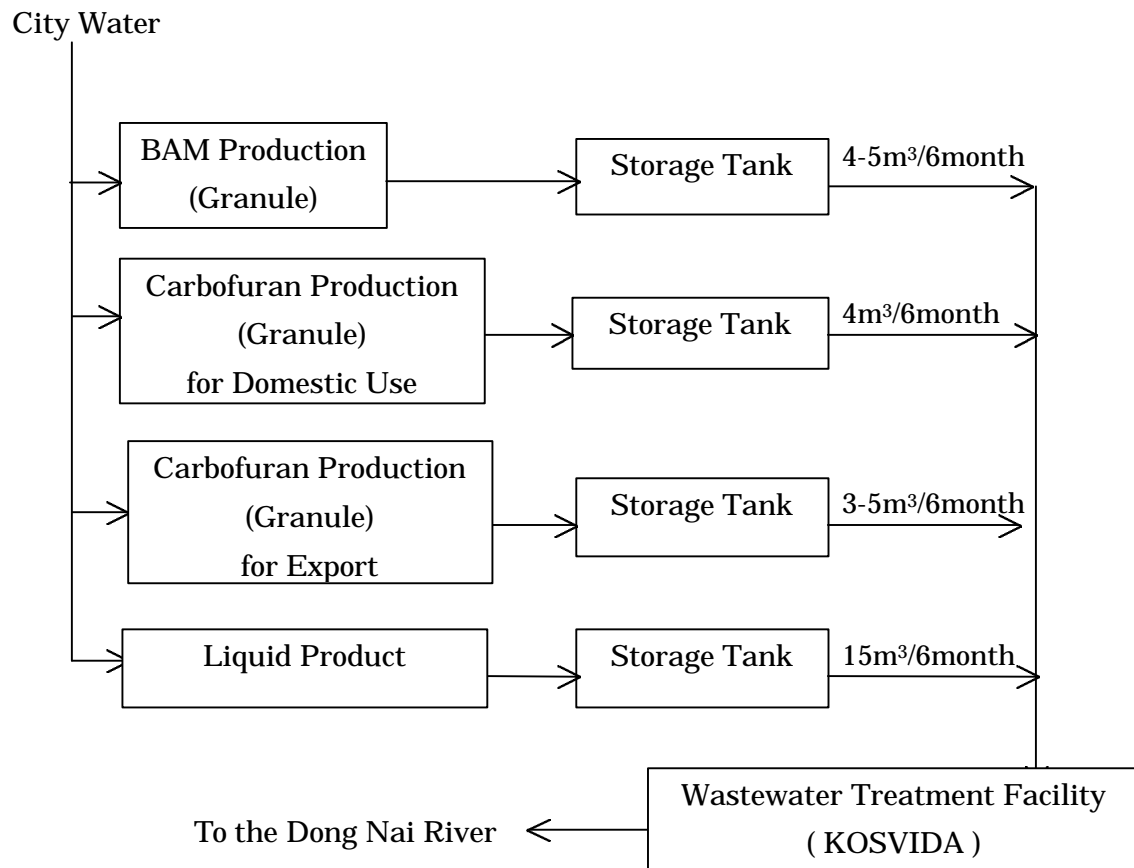 City Water
BAM Production
(Granule)
Storage Tank
4-5m³/6month
Carbofuran Production
(Granule)
for Domestic Use
Storage Tank
4m³/6month
Carbofuran Production
(Granule)
for Export
Storage Tank
3-5m³/6month
Liquid Product
Storage Tank
15m³/6month
Wastewater Treatment Facility
( KOSVIDA )
To the Dong Nai River